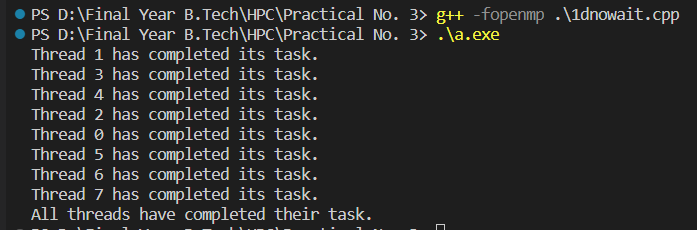 PS D:\Final Year B.Tech\HPC\Practical No. 3> g++ -fopenmp .\1dnowait.cpp
PS D:\Final Year B.Tech\HPC\Practical No. 3> .\a.exe
Thread 1 has completed its task.
Thread 3 has completed its task.
Thread 4 has completed its task.
Thread 2 has completed its task.
Thread 0 has completed its task.
Thread 5 has completed its task.
Thread 6 has completed its task.
Thread 7 has completed its task.
All threads have completed their task.